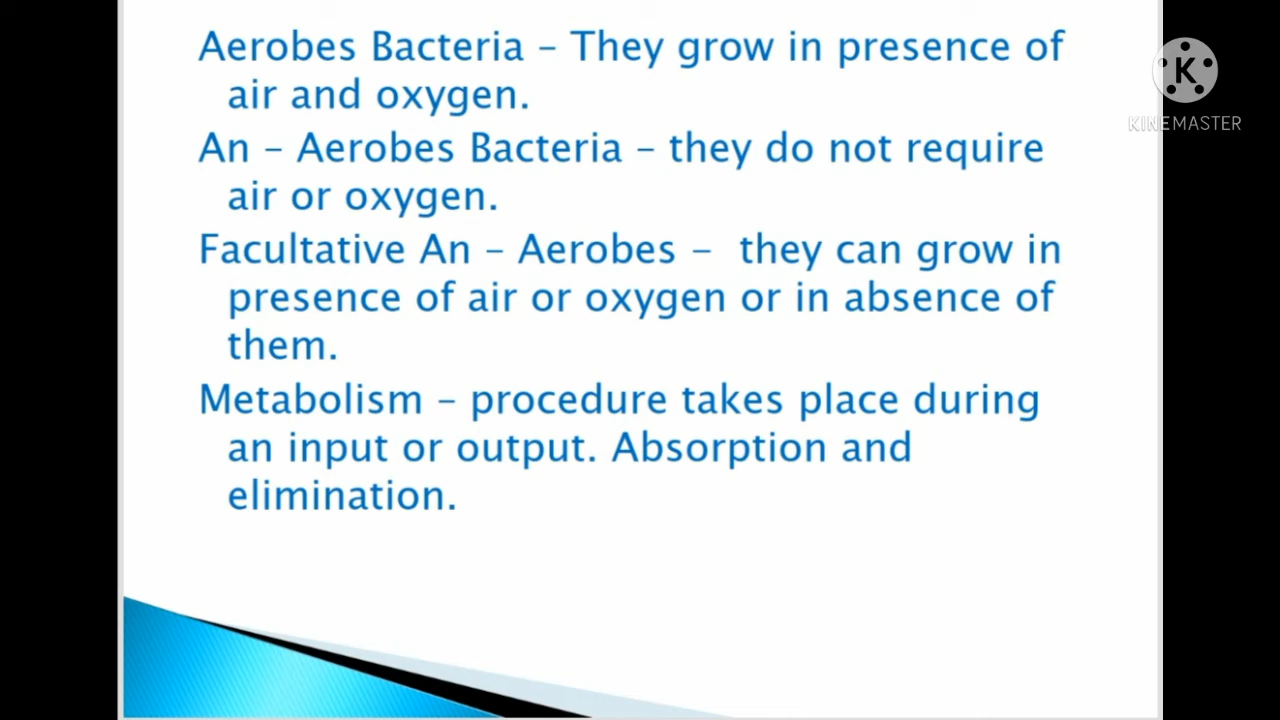 Aerobes Bacteria – They grow in presence of
air and oxygen.
An – Aerobes Bacteria – they do not require
air or oxygen.
Facultative An – Aerobes –  they can grow in
presence of air or oxygen or in absence of
them.
Metabolism – procedure takes place during
an input or output. Absorption and
elimination.
K
KINEMASTER